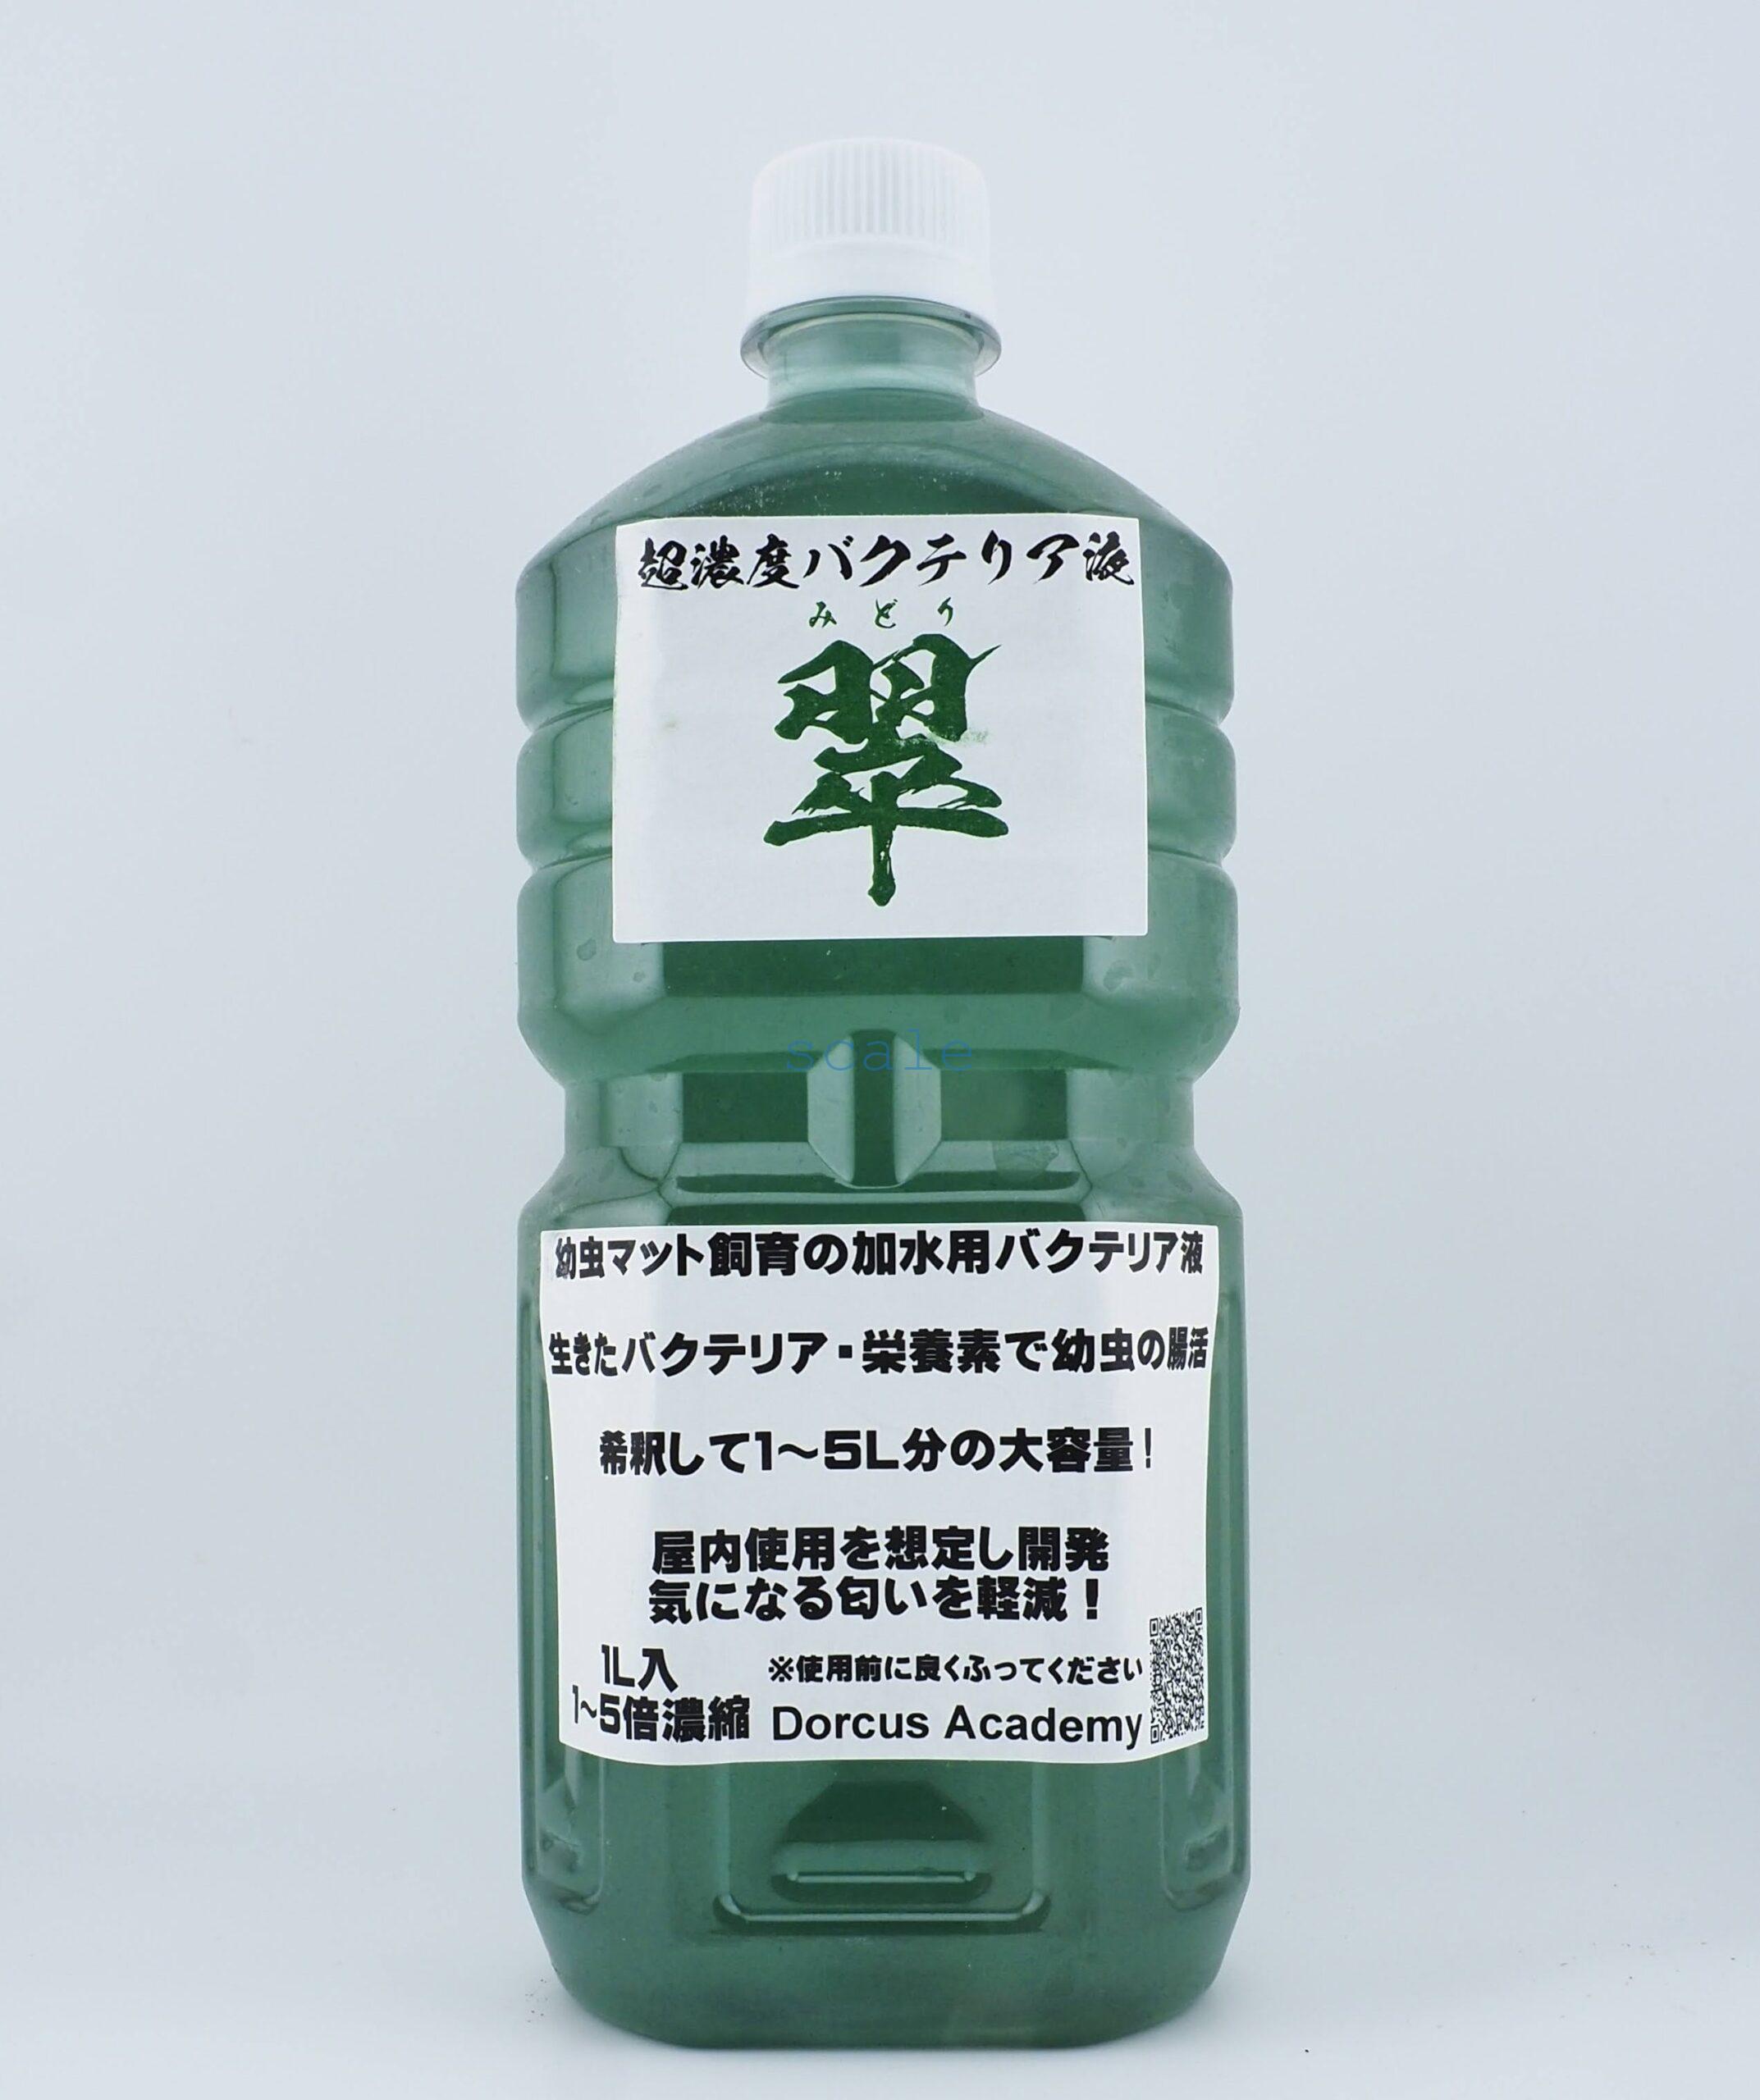 超濃度バクテリア液
みどり
翠
scale
幼虫マット飼育の加水用バクテリア液
生きたバクテリア・栄養素で幼虫の腸活
希釈して1～5L分の大容量！
屋内使用を想定し開発
気になる匂いを軽減！
1L入
※使用前に良くふってください
1～5倍濃縮
Dorcus Academy